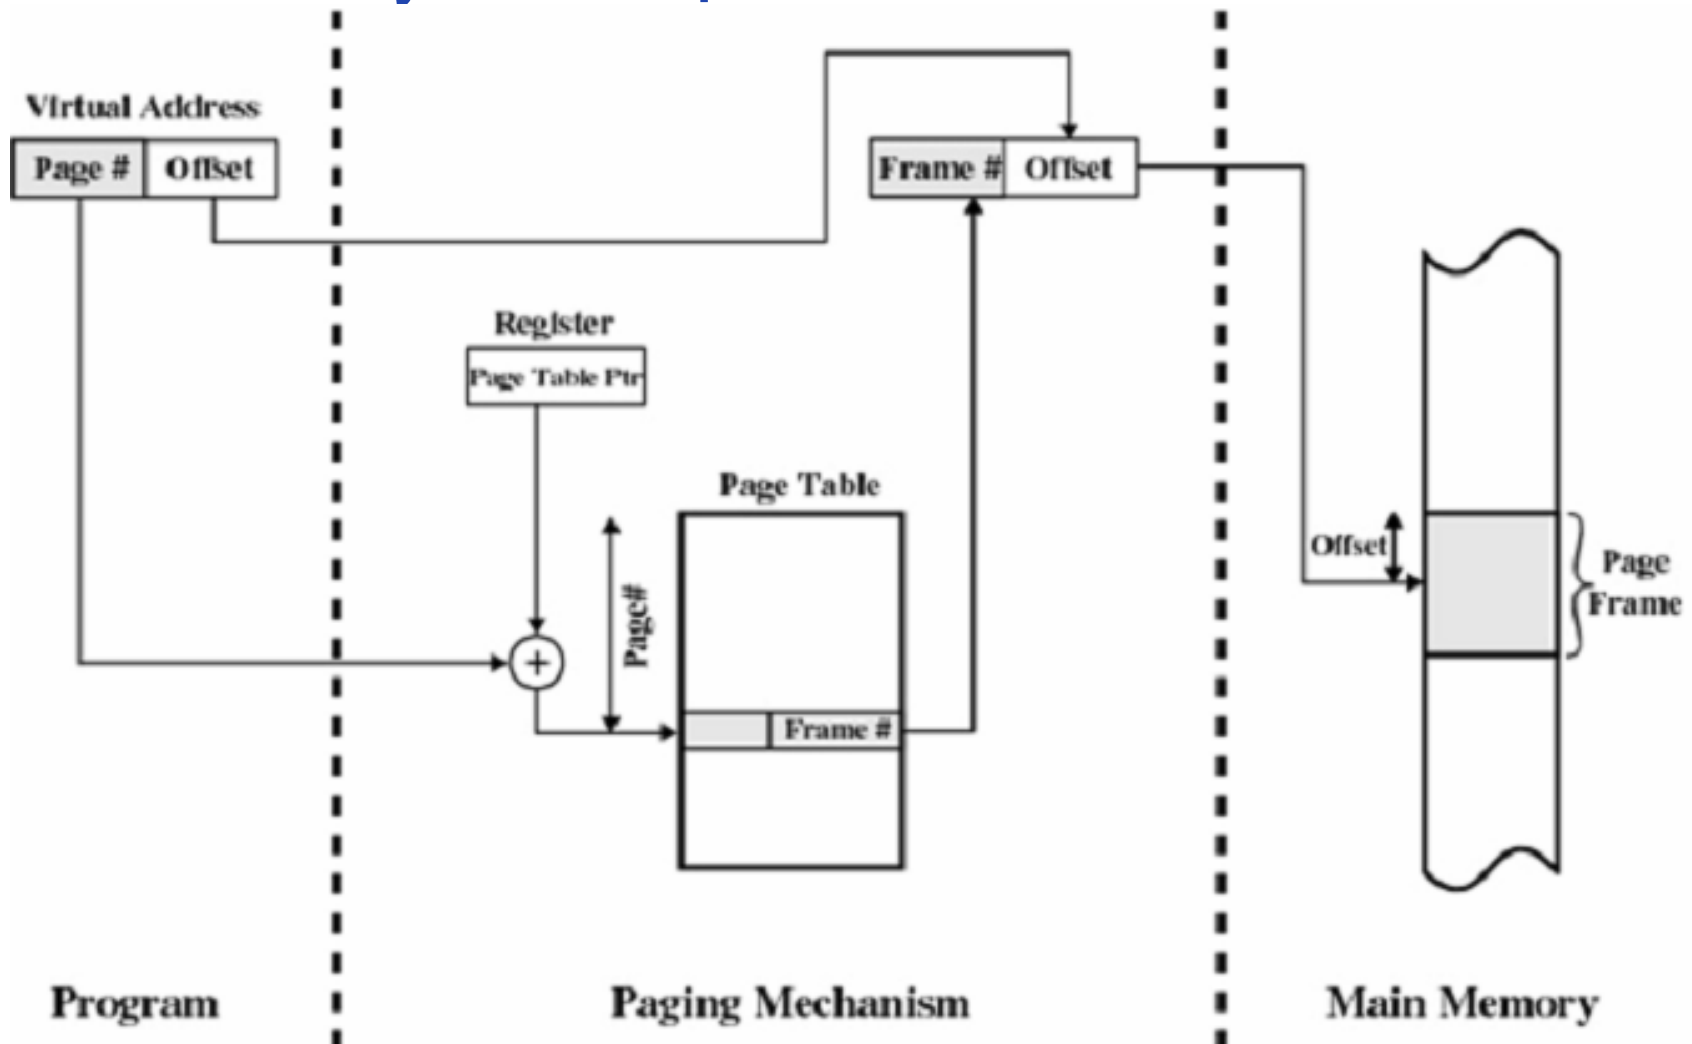 Virtual Address
Page # Offset
Frame # Offset
Register
Page Table Ptr
Page Table
Page#
Frame #
Offset
Page
Frame
Program
Paging Mechanism
Main Memory